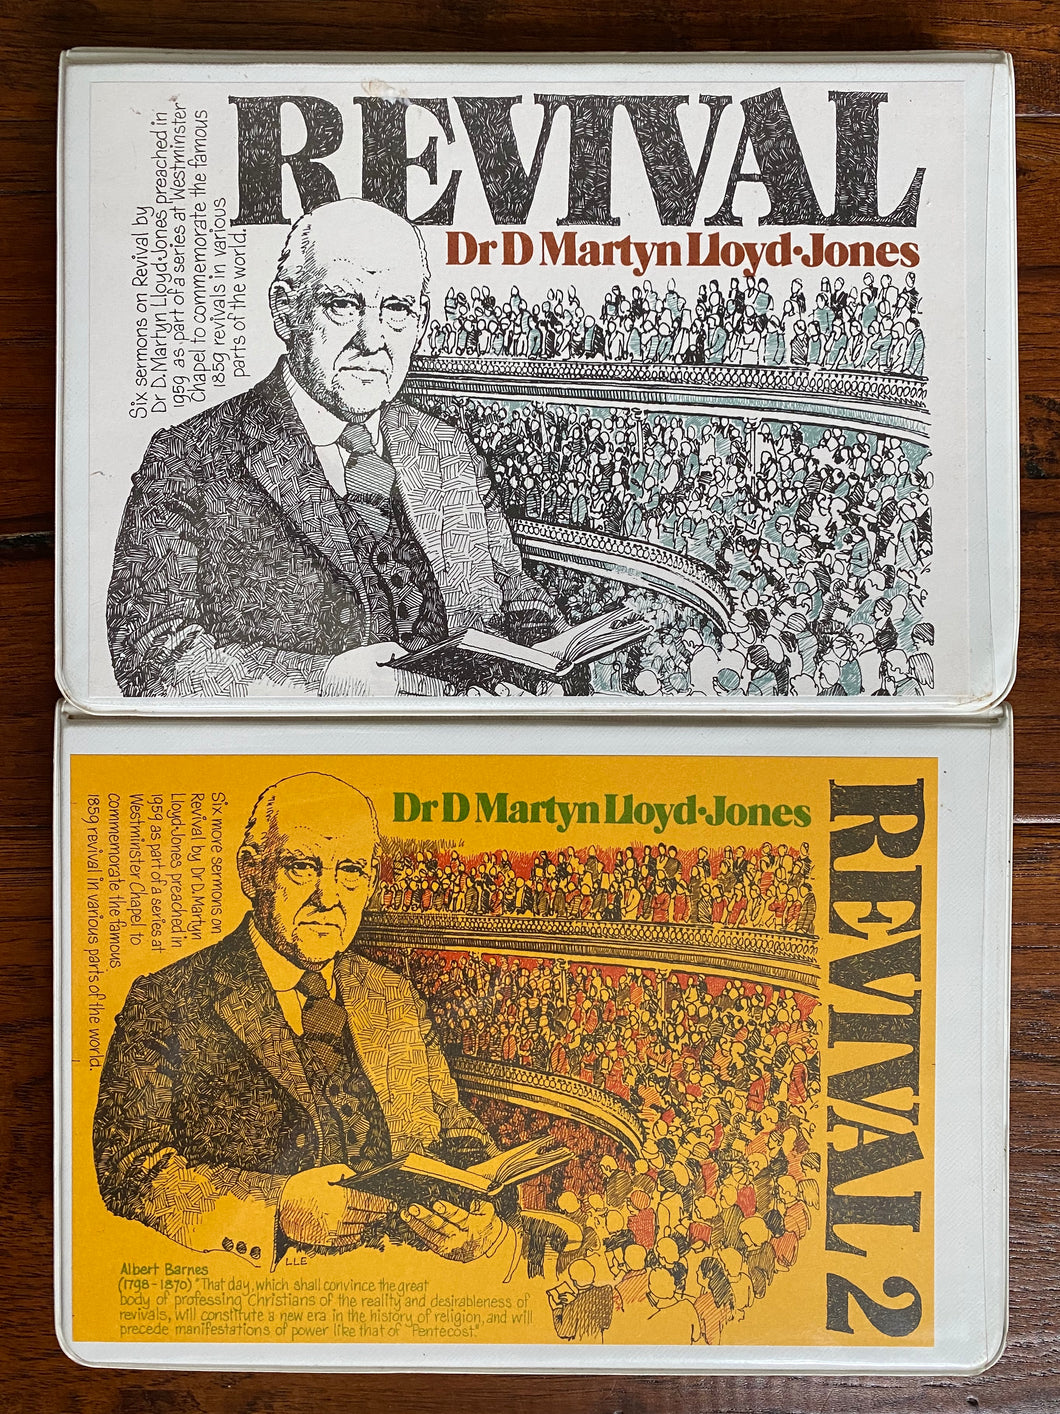 REVIVAL
Dr D Martyn Lloyd-Jones
Six sermons on Revival by
Dr D. Martyn Lloyd-Jones preached in
1959 as part of a series at Westminster
Chapel to commemorate the famous
1859 revivals in various
parts of the world.
Dr D Martyn Lloyd-Jones
REVIVAL 2
Six more sermons on
Revival by Dr D. Martyn
Lloyd-Jones preached in
1959 as part of a series at
Westminster Chapel to
commemorate the famous
1859 revival in various parts of the world.
LLE
Albert Barnes
(1798-1870) "That day, which shall convince the great
body of professing Christians of the reality and desirableness of
revivals, will constitute a new era in the history of religion, and will
precede manifestations of power like that of "Pentecost."